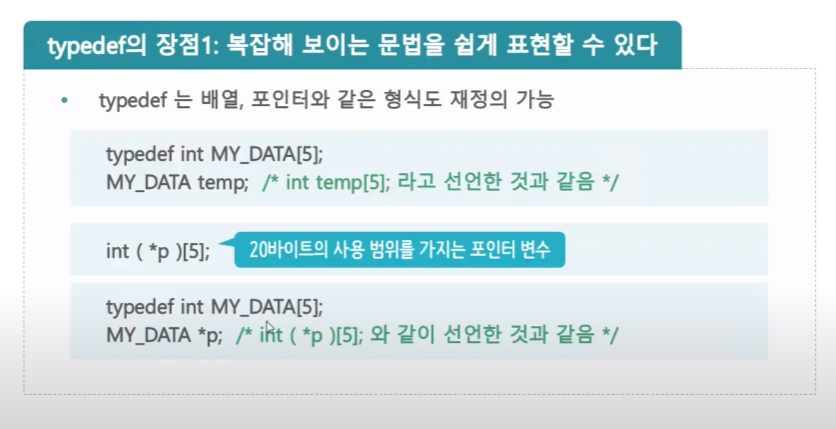 typedef의 장점1: 복잡해 보이는 문법을 쉽게 표현할 수 있다
• typedef 는 배열, 포인터와 같은 형식도 재정의 가능
typedef int MY_DATA[5];
MY_DATA temp; /* int temp[5]; 라고 선언한 것과 같음 */
int ( *p )[5]; 20바이트의 사용 범위를 가지는 포인터 변수
typedef int MY_DATA[5];
MY_DATA *p; /* int ( *p )[5]; 와 같이 선언한 것과 같음 */